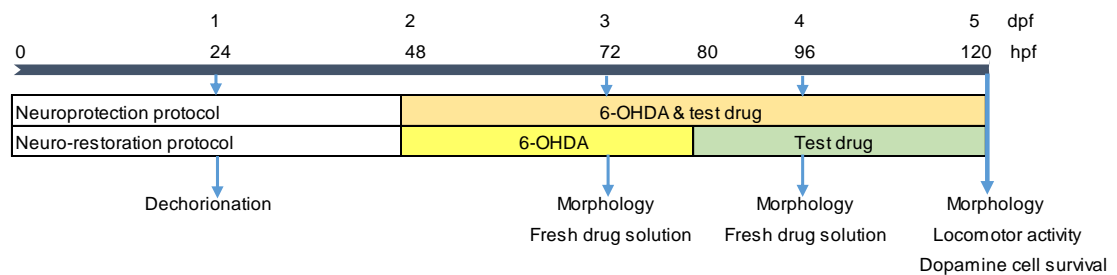 1 2 3 4 5 dpf
0 24 48 72 80 96 120 hpf
Neuroprotection protocol 6-OHDA & test drug
Neuro-restoration protocol 6-OHDA Test drug
Dechorionation Morphology Morphology Morphology
Fresh drug solution Fresh drug solution Locomotor activity
Dopamine cell survival